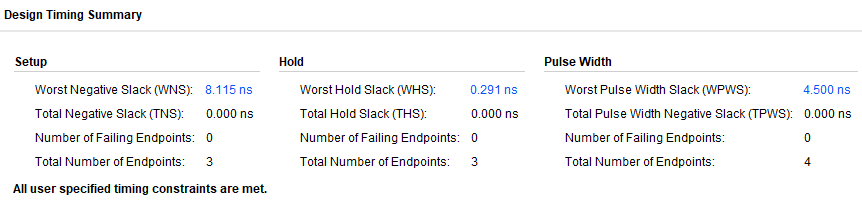 Design Timing Summary
Setup Hold Pulse Width
Worst Negative Slack (WNS): 8.115 ns Worst Hold Slack (WHS): 0.291 ns Worst Pulse Width Slack (WPWS): 4.500 ns
Total Negative Slack (TNS): 0.000 ns Total Hold Slack (THS): 0.000 ns Total Pulse Width Negative Slack (TPWS): 0.000 ns
Number of Failing Endpoints: 0 Number of Failing Endpoints: 0 Number of Failing Endpoints: 0
Total Number of Endpoints: 3 Total Number of Endpoints: 3 Total Number of Endpoints: 4
All user specified timing constraints are met.